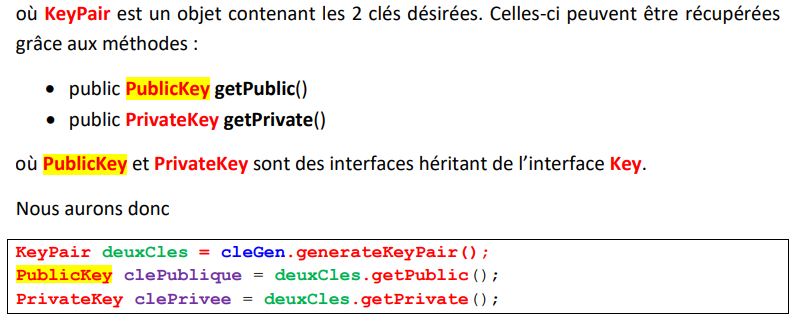 où KeyPair est un objet contenant les 2 clés désirées. Celles-ci peuvent être récupérées
grâce aux méthodes :
• public PublicKey getPublic()
• public PrivateKey getPrivate()
où PublicKey et PrivateKey sont des interfaces héritant de l'interface Key.
Nous aurons donc
KeyPair deuxCles = cleGen.generateKeyPair();
PublicKey clePublique = deuxCles.getPublic();
PrivateKey clePrivee = deuxCles.getPrivate();